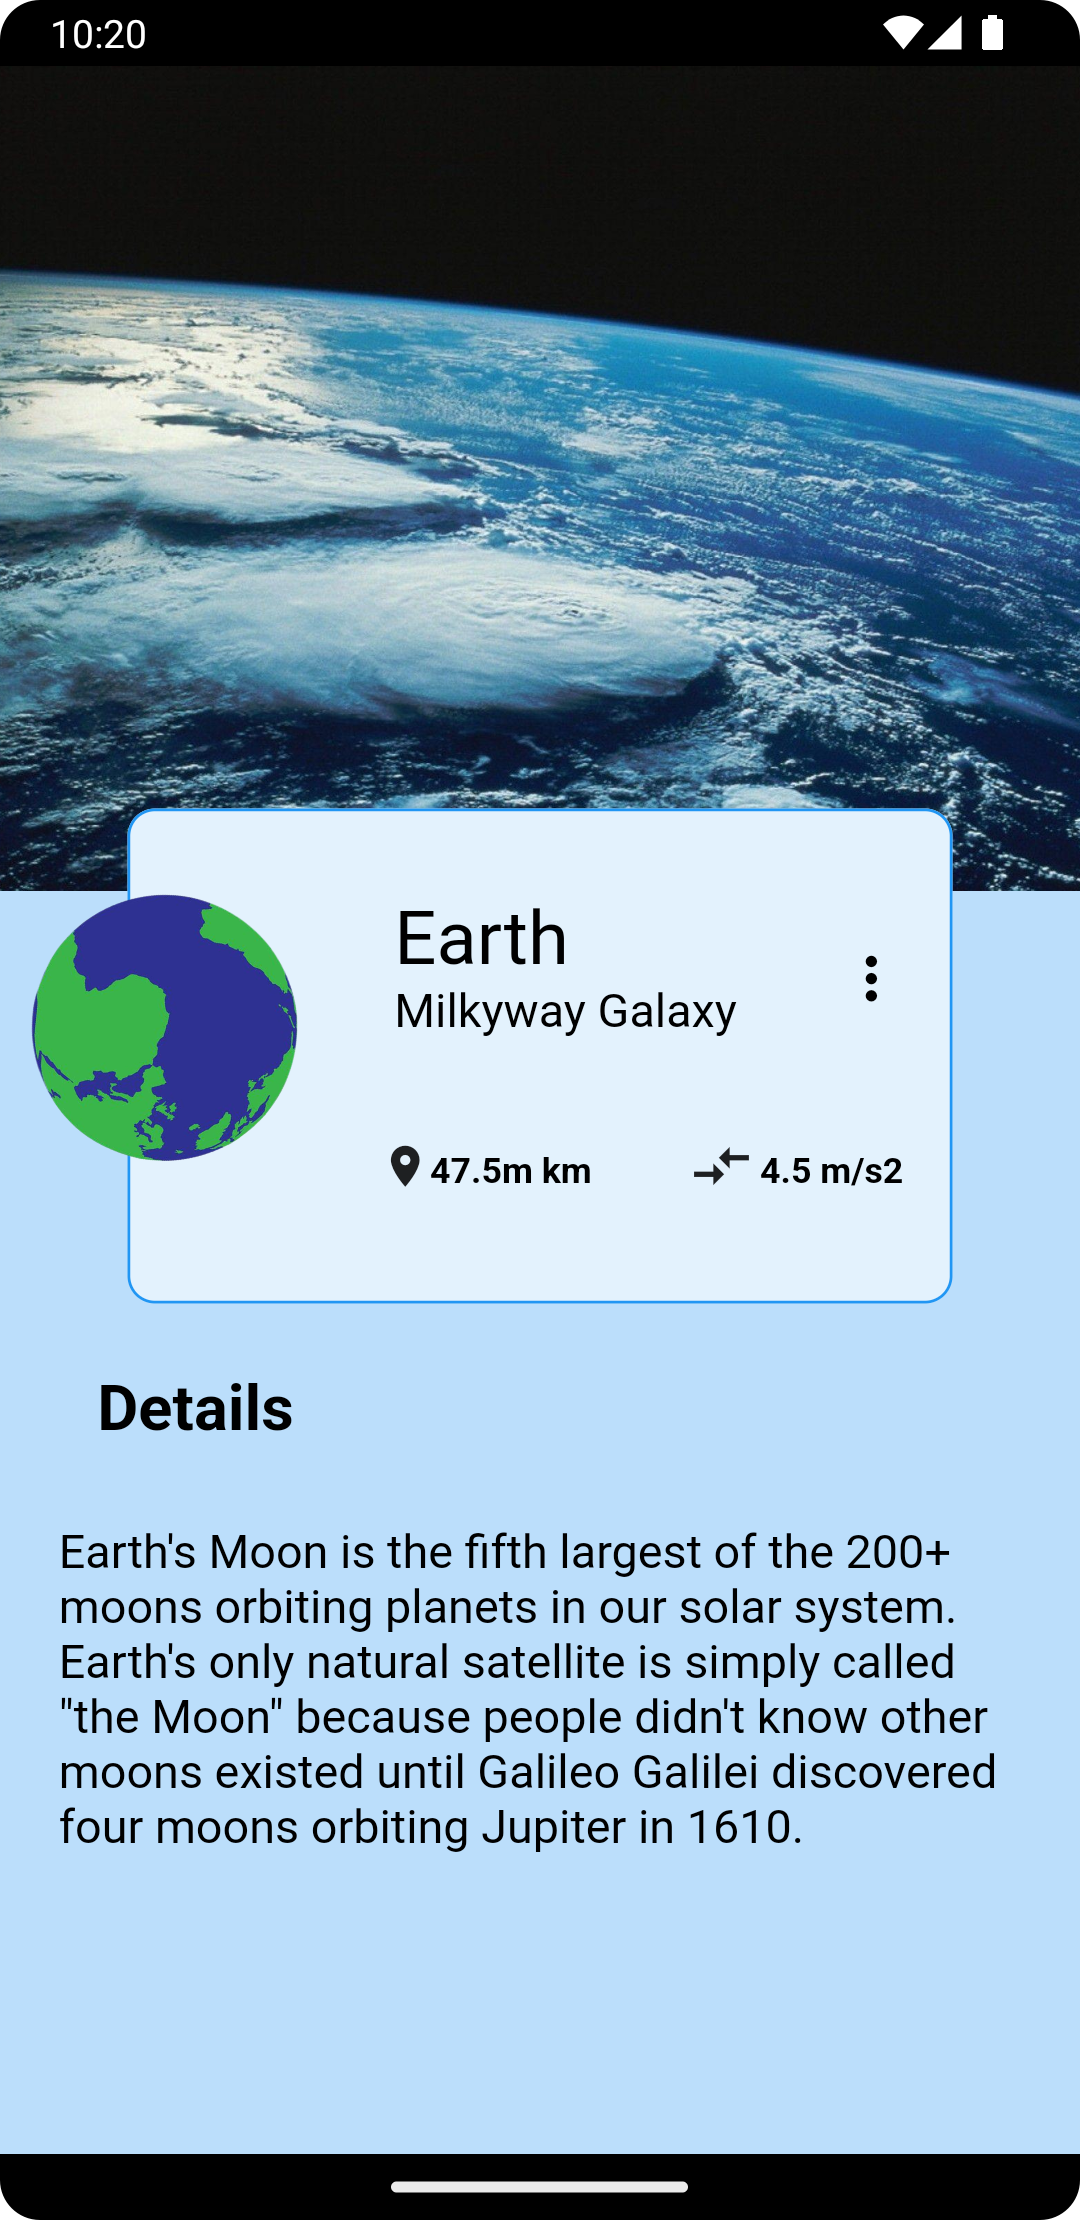 10:20
Earth
Milkyway Galaxy
47.5m km
4.5 m/s2
Details
Earth's Moon is the fifth largest of the 200+
moons orbiting planets in our solar system.
Earth's only natural satellite is simply called
"the Moon" because people didn't know other
moons existed until Galileo Galilei discovered
four moons orbiting Jupiter in 1610.